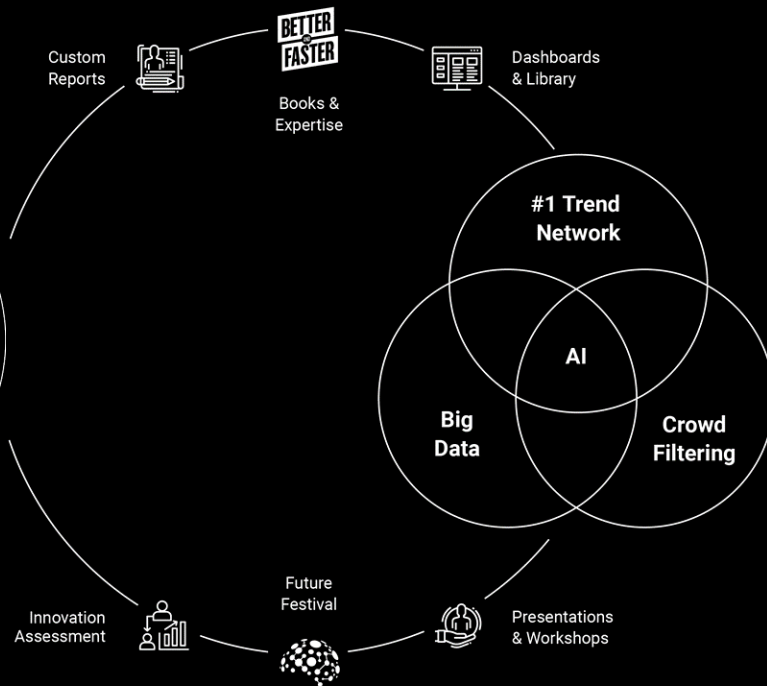 BETTER
AND
FASTER
Custom
Reports
Books &
Expertise
Dashboards
& Library
#1 Trend
Network
AI
Big
Data
Crowd
Filtering
Innovation
Assessment
Future
Festival
Presentations
& Workshops